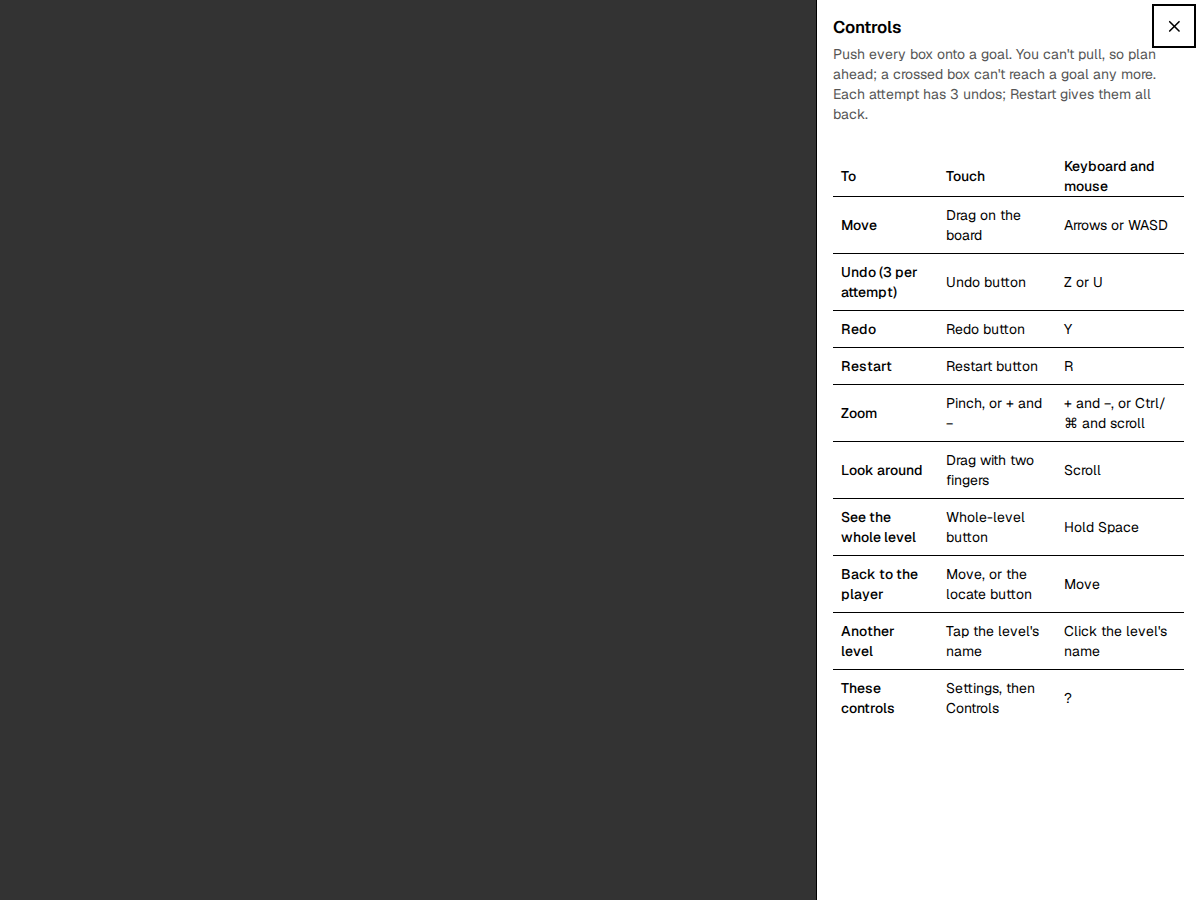 Controls
Push every box onto a goal. You can't pull, so plan
ahead; a crossed box can't reach a goal any more.
Each attempt has 3 undos; Restart gives them all
back.
To
Touch
Keyboard and
mouse
Move
Drag on the
board
Arrows or WASD
Undo (3 per
attempt)
Undo button
Z or U
Redo
Redo button
Y
Restart
Restart button
R
Zoom
Pinch, or + and
–
+ and –, or Ctrl/
⌘ and scroll
Look around
Drag with two
fingers
Scroll
See the
whole level
Whole-level
button
Hold Space
Back to the
player
Move, or the
locate button
Move
Another
level
Tap the level's
name
Click the level's
name
These
controls
Settings, then
Controls
?